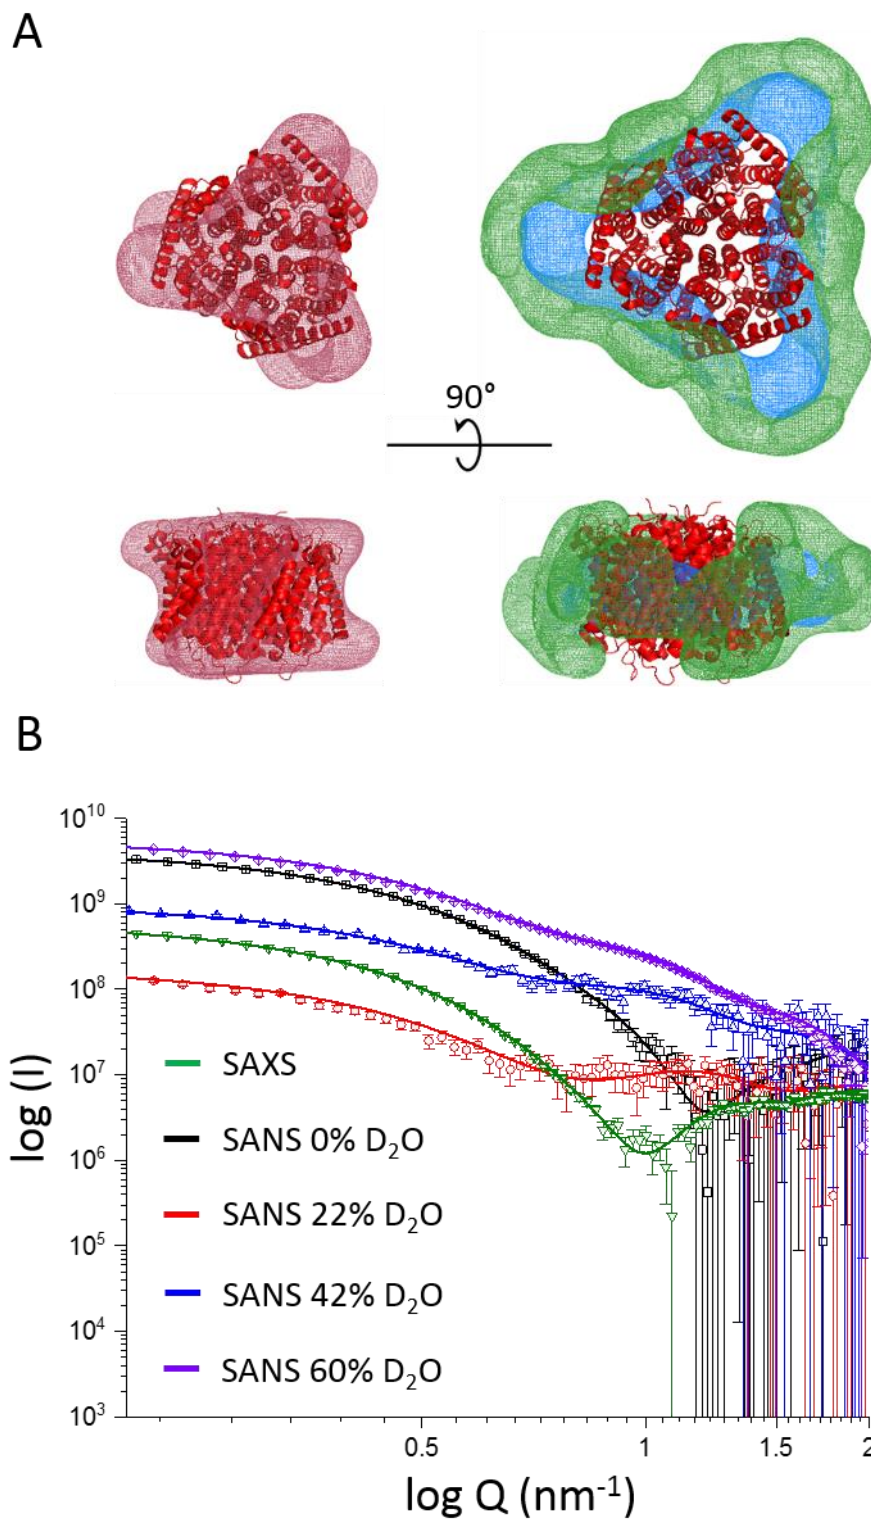 A
90°
B
10¹⁰
10⁹
10⁸
10⁷
10⁶
10⁵
10⁴
10³
log (I)
SAXS
SANS 0% D₂O
SANS 22% D₂O
SANS 42% D₂O
SANS 60% D₂O
0.5 1 1.5 2
log Q (nm⁻¹)